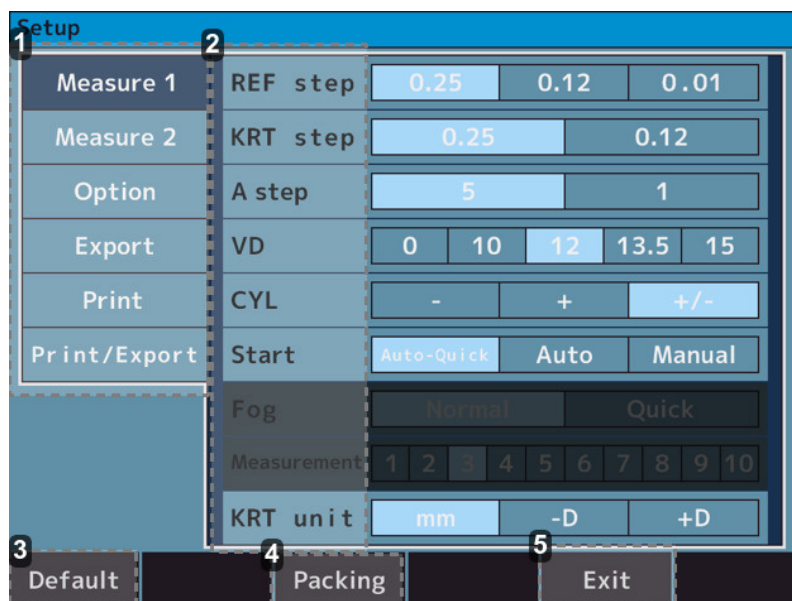 Setup
1
2
Measure 1
Measure 2
Option
Export
Print
Print/Export
REF step 0.25 0.12 0.01
KRT step 0.25 0.12
A step 5 1
VD 0 10 12 13.5 15
CYL - + +/-
Start Auto-Quick Auto Manual
Fog Normal Quick
Measurement 1 2 3 4 5 6 7 8 9 10
KRT unit mm -D +D
3
4
5
Default Packing Exit